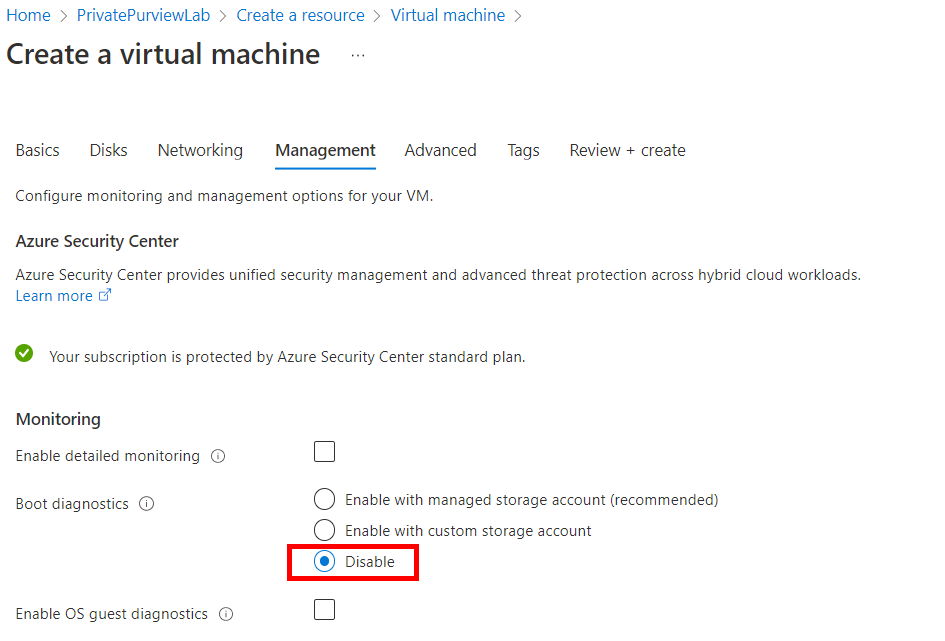 Home > PrivatePurviewLab > Create a resource > Virtual machine >
Create a virtual machine ...
Basics Disks Networking Management Advanced Tags Review + create
Configure monitoring and management options for your VM.
Azure Security Center
Azure Security Center provides unified security management and advanced threat protection across hybrid cloud workloads.
Learn more
Your subscription is protected by Azure Security Center standard plan.
Monitoring
Enable detailed monitoring
Boot diagnostics
Enable with managed storage account (recommended)
Enable with custom storage account
Disable
Enable OS guest diagnostics